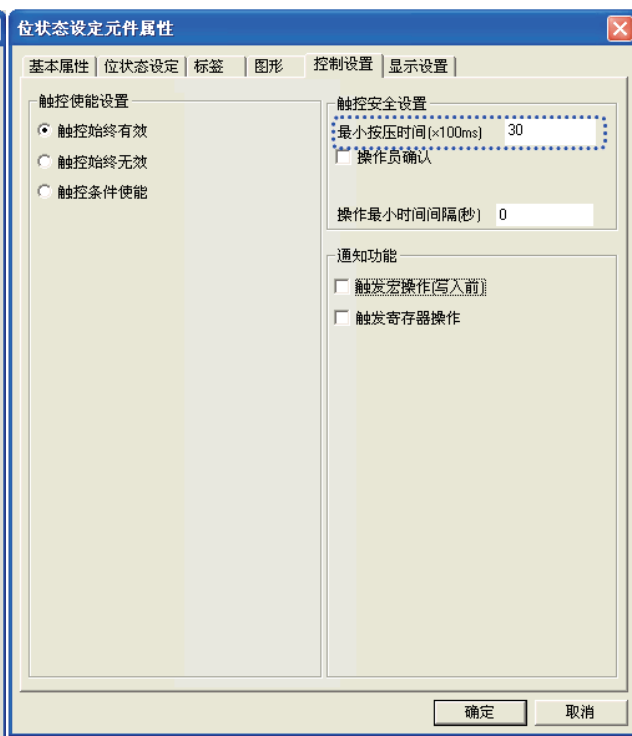 位状态设定元件属性
基本属性 位状态设定 标签 图形 控制设置 显示设置
触控使能设置
触控始终有效
触控始终无效
触控条件使能
触控安全设置
最小按压时间(×100ms) 30
操作员确认
操作最小时间间隔(秒) 0
通知功能
触发宏操作(写入前)
触发寄存器操作
确定 取消